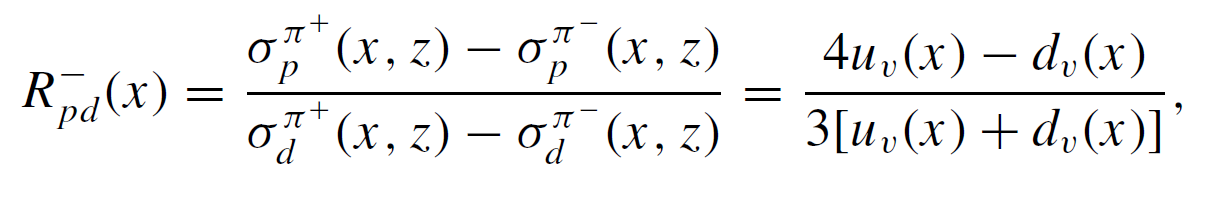 R^-_{pd}(x) = \frac{\sigma_p^{\pi^+}(x, z) - \sigma_p^{\pi^-}(x, z)}{\sigma_d^{\pi^+}(x, z) - \sigma_d^{\pi^-}(x, z)} = \frac{4u_v(x) - d_v(x)}{3[u_v(x) + d_v(x)]},